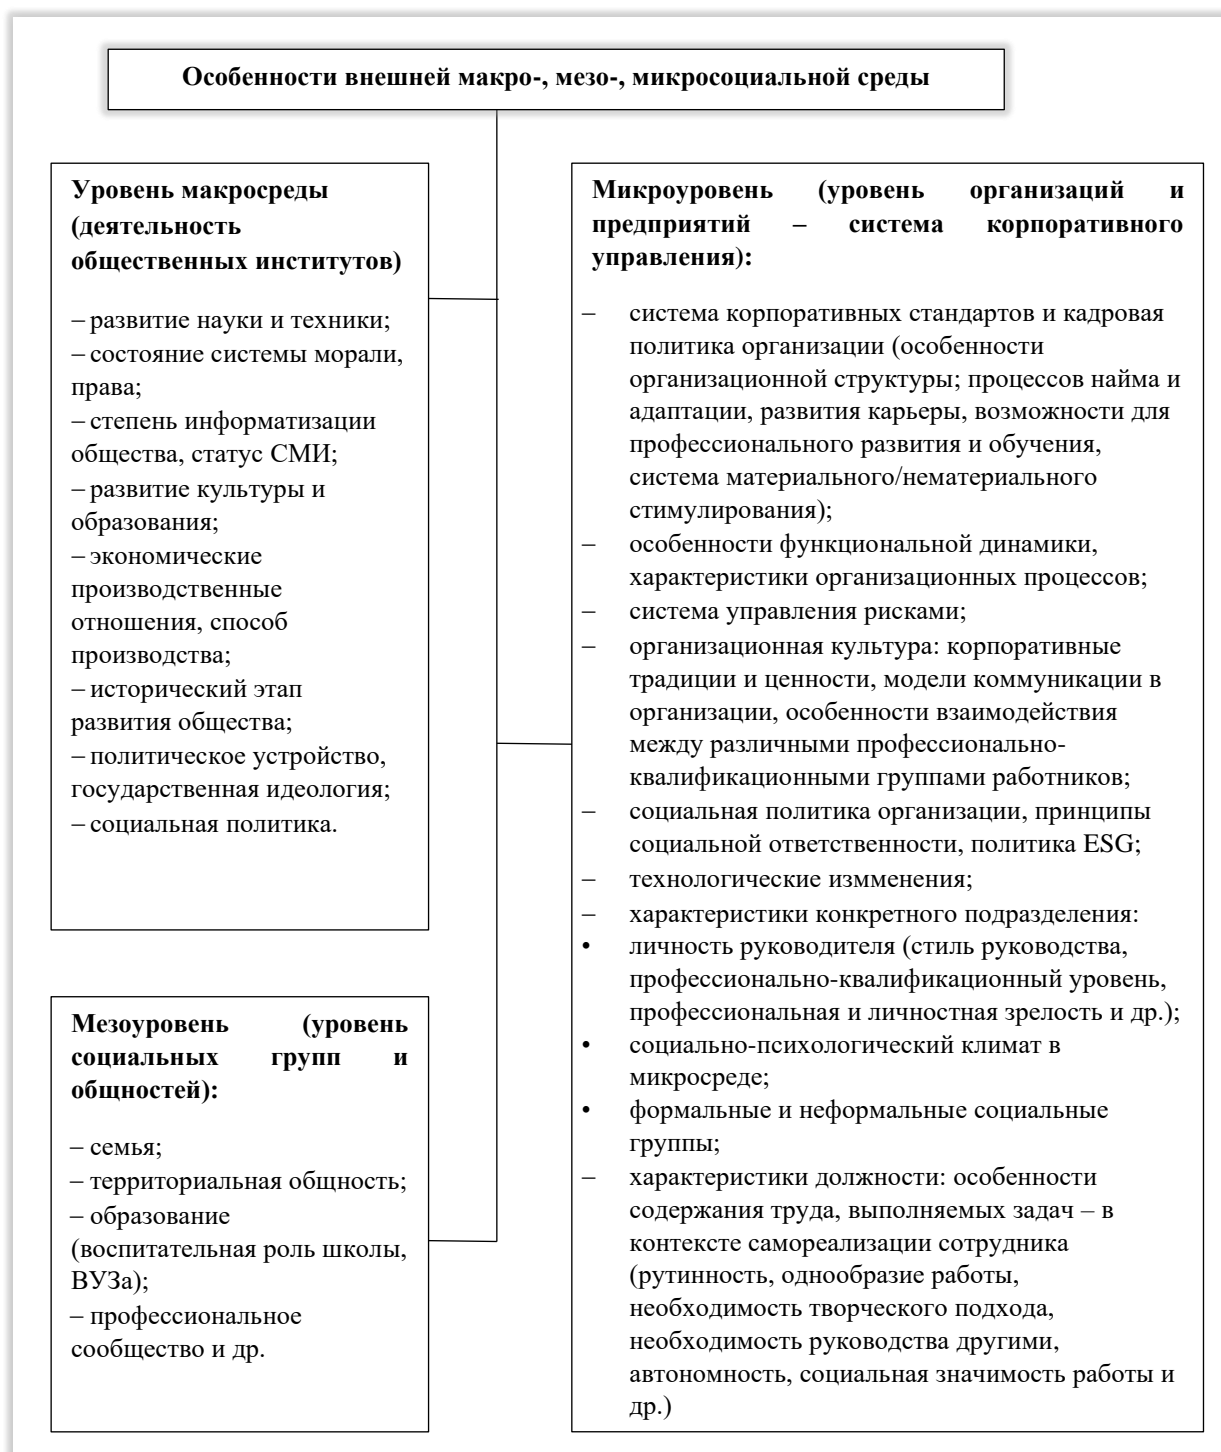 Особенности внешней макро-, мезо-, микросоциальной среды
Уровень макросреды
(деятельность
общественных институтов)
– развитие науки и техники;
– состояние системы морали,
права;
– степень информатизации
общества, статус СМИ;
– развитие культуры и
образования;
– экономические
производственные
отношения, способ
производства;
– исторический этап
развития общества;
– политическое устройство,
государственная идеология;
– социальная политика.
Мезоуровень (уровень
социальных групп и
общностей):
– семья;
– территориальная общность;
– образование
(воспитательная роль школы,
ВУЗа);
– профессиональное
сообщество и др.
Микроуровень (уровень организаций и
предприятий – система корпоративного
управления):
– система корпоративных стандартов и кадровая
политика организации (особенности
организационной структуры; процессов найма и
адаптации, развития карьеры, возможности для
профессионального развития и обучения,
система материального/нематериального
стимулирования);
– особенности функциональной динамики,
характеристики организационных процессов;
– система управления рисками;
– организационная культура: корпоративные
традиции и ценности, модели коммуникации в
организации, особенности взаимодействия
между различными профессионально-
квалификационными группами работников;
– социальная политика организации, принципы
социальной ответственности, политика ESG;
– технологические измменения;
– характеристики конкретного подразделения:
• личность руководителя (стиль руководства,
профессионально-квалификационный уровень,
профессиональная и личностная зрелость и др.);
• социально-психологический климат в
микросреде;
• формальные и неформальные социальные
группы;
– характеристики должности: особенности
содержания труда, выполняемых задач – в
контексте самореализации сотрудника
(рутинность, однообразие работы,
необходимость творческого подхода,
необходимость руководства другими,
автономность, социальная значимость работы и
др.)